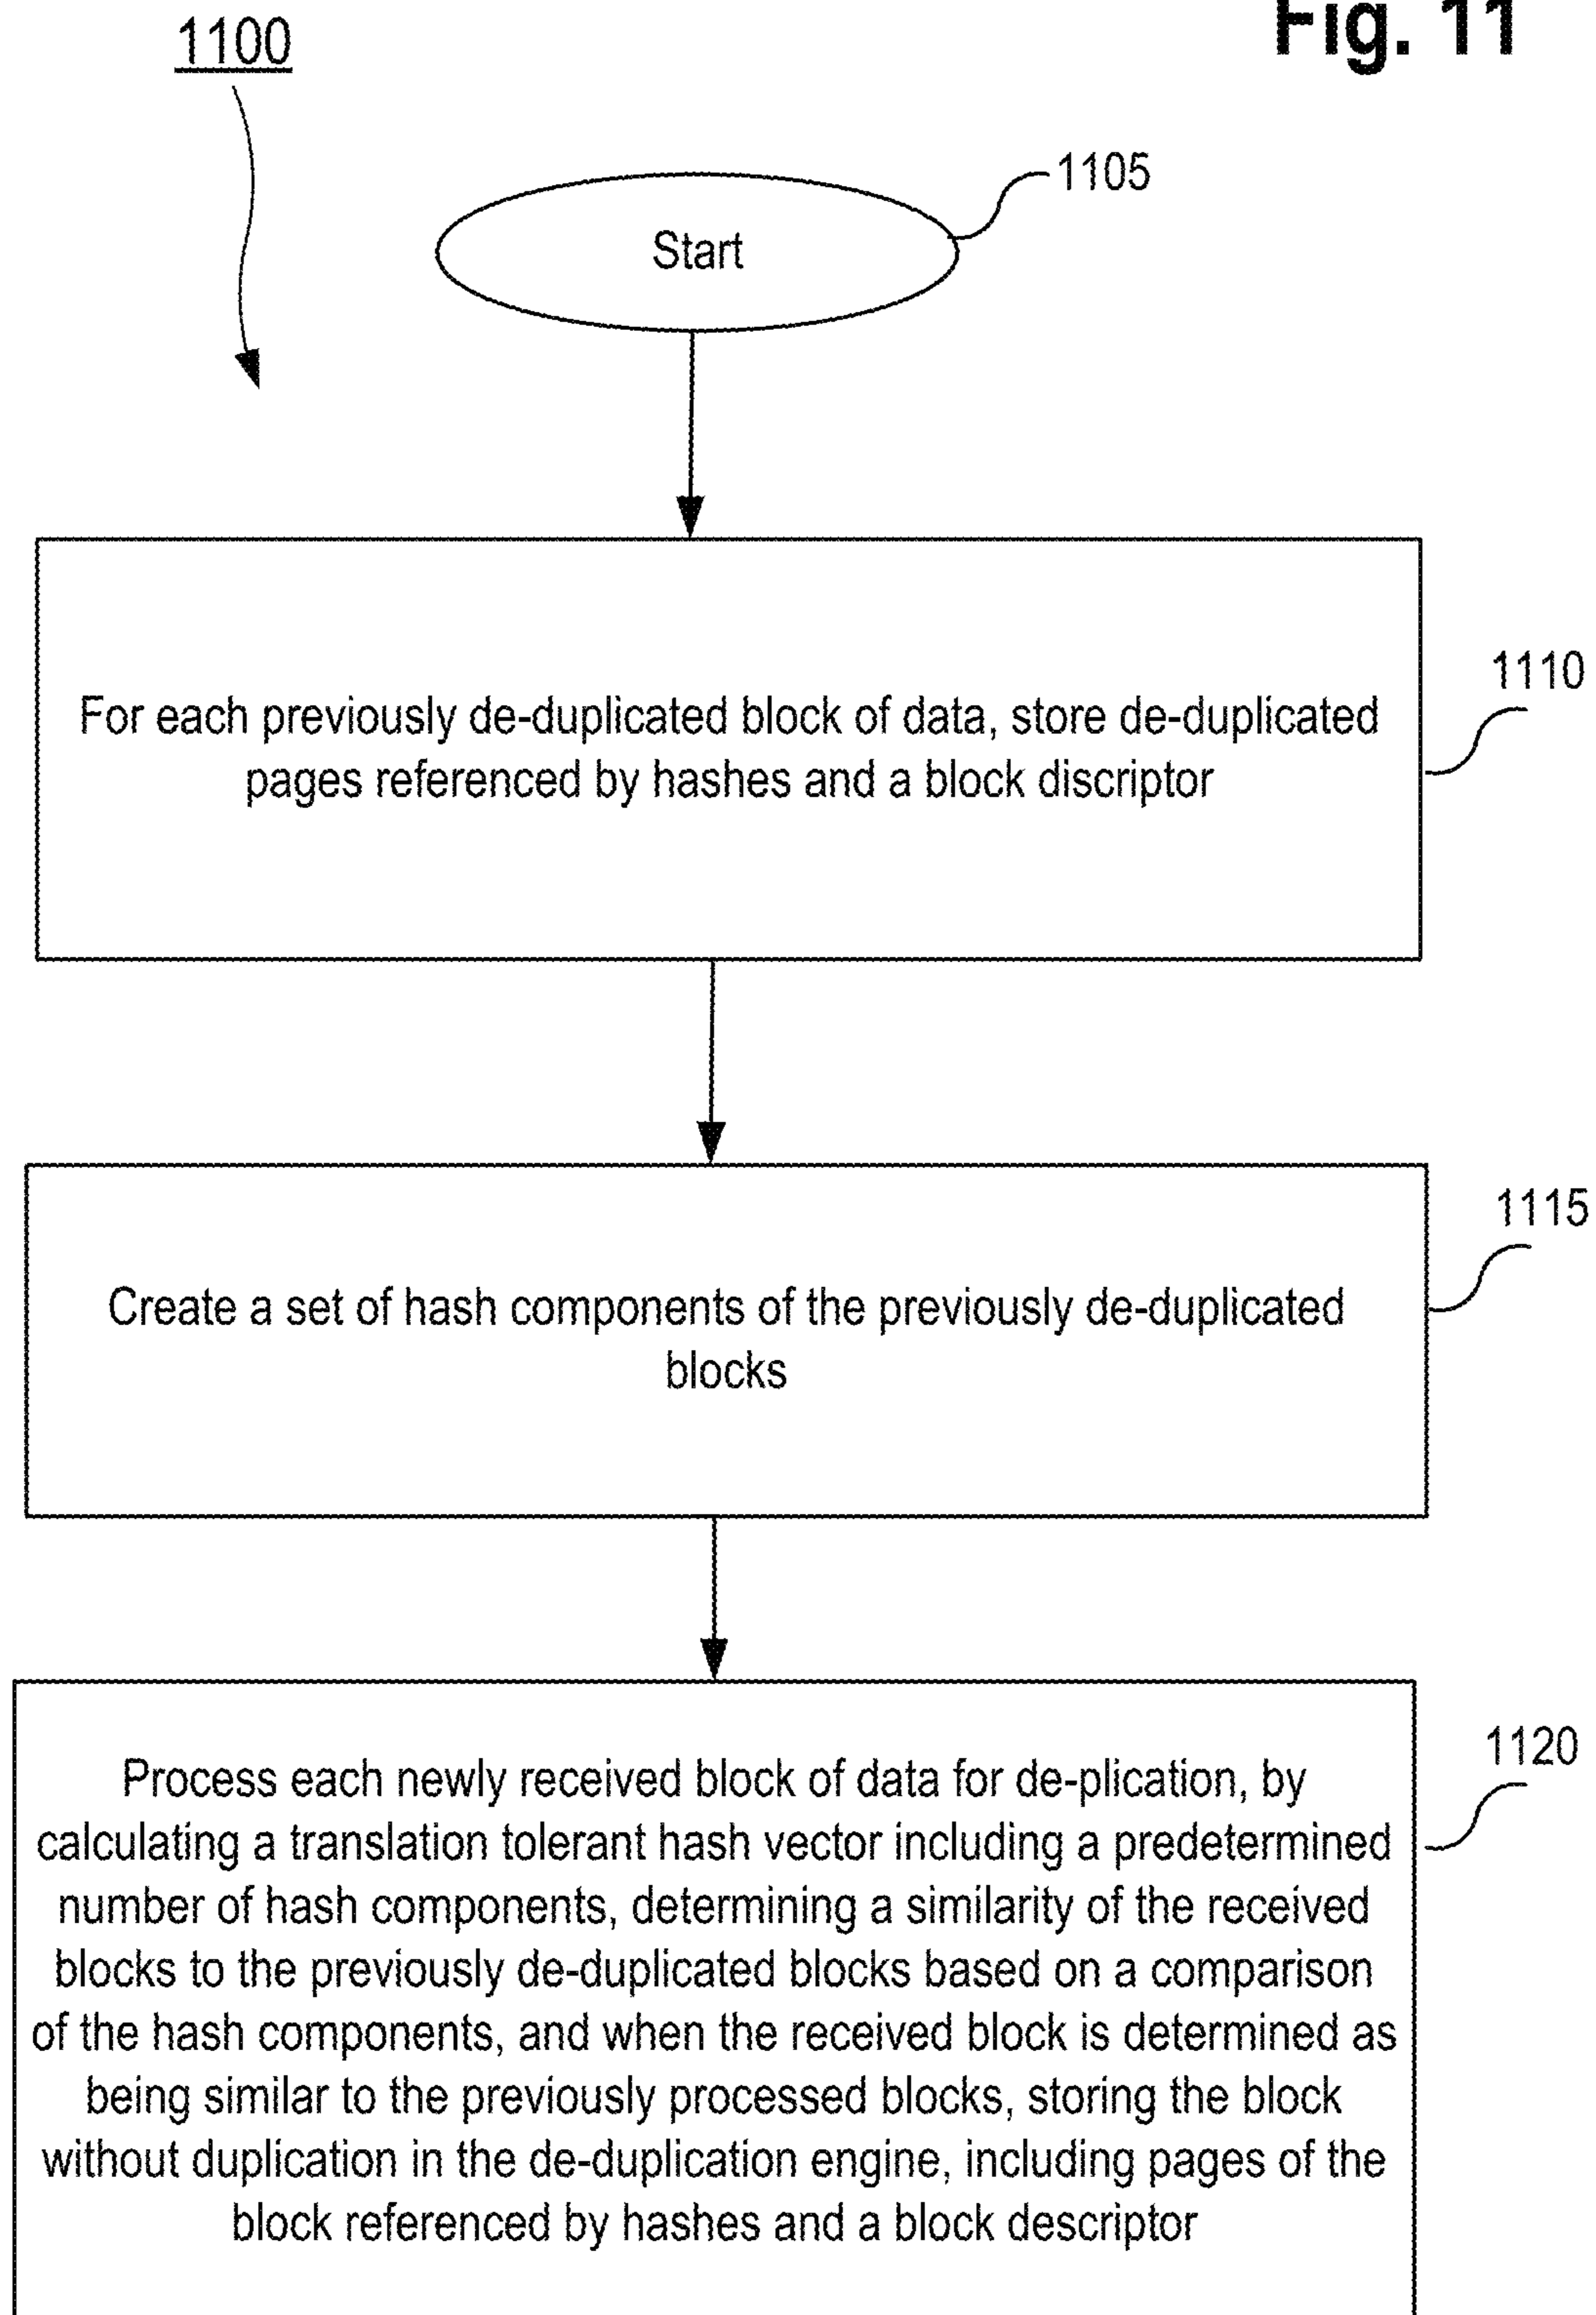 1100
Fig. 11
1105
Start
1110
For each previously de-duplicated block of data, store de-duplicated
pages referenced by hashes and a block discriptor
1115
Create a set of hash components of the previously de-duplicated
blocks
1120
Process each newly received block of data for de-plication, by
calculating a translation tolerant hash vector including a predetermined
number of hash components, determining a similarity of the received
blocks to the previously de-duplicated blocks based on a comparison
of the hash components, and when the received block is determined as
being similar to the previously processed blocks, storing the block
without duplication in the de-duplication engine, including pages of the
block referenced by hashes and a block descriptor